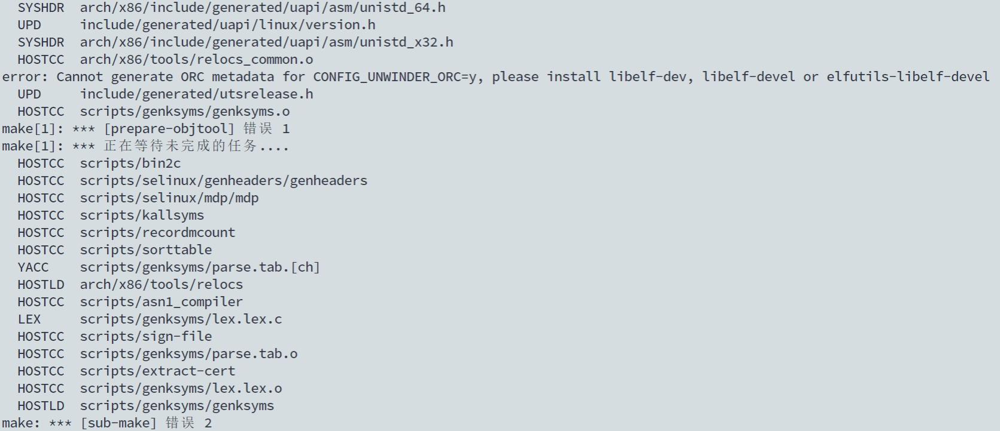 SYSHDR  arch/x86/include/generated/uapi/asm/unistd_64.h
UPD     include/generated/uapi/linux/version.h
SYSHDR  arch/x86/include/generated/uapi/asm/unistd_x32.h
HOSTCC  arch/x86/tools/relocs_common.o
error: Cannot generate ORC metadata for CONFIG_UNWINDER_ORC=y, please install libelf-dev, libelf-devel or elfutils-libelf-devel
UPD     include/generated/utsrelease.h
HOSTCC  scripts/genksyms/genksyms.o
make[1]: *** [prepare-objtool] 错误 1
make[1]: *** 正在等待未完成的任务....
HOSTCC  scripts/bin2c
HOSTCC  scripts/selinux/genheaders/genheaders
HOSTCC  scripts/selinux/mdp/mdp
HOSTCC  scripts/kallsyms
HOSTCC  scripts/recordmcount
HOSTCC  scripts/sorttable
YACC    scripts/genksyms/parse.tab.[ch]
HOSTLD  arch/x86/tools/relocs
HOSTCC  scripts/asn1_compiler
LEX     scripts/genksyms/lex.lex.c
HOSTCC  scripts/sign-file
HOSTCC  scripts/genksyms/parse.tab.o
HOSTCC  scripts/extract-cert
HOSTCC  scripts/genksyms/lex.lex.o
HOSTLD  scripts/genksyms/genksyms
make: *** [sub-make] 错误 2